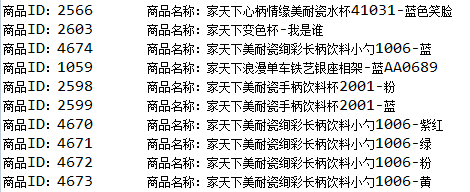 商品ID：2566 商品名称：家天下心柄情缘美耐瓷水杯41031-蓝色笑脸
商品ID：2603 商品名称：家天下变色杯-我是谁
商品ID：4674 商品名称：家天下美耐瓷绚彩长柄饮料小勺1006-蓝
商品ID：1059 商品名称：家天下浪漫单车铁艺银座相架-蓝AA0689
商品ID：2598 商品名称：家天下美耐瓷手柄饮料杯2001-粉
商品ID：2599 商品名称：家天下美耐瓷手柄饮料杯2001-蓝
商品ID：4670 商品名称：家天下美耐瓷绚彩长柄饮料小勺1006-紫红
商品ID：4671 商品名称：家天下美耐瓷绚彩长柄饮料小勺1006-绿
商品ID：4672 商品名称：家天下美耐瓷绚彩长柄饮料小勺1006-粉
商品ID：4673 商品名称：家天下美耐瓷绚彩长柄饮料小勺1006-黄